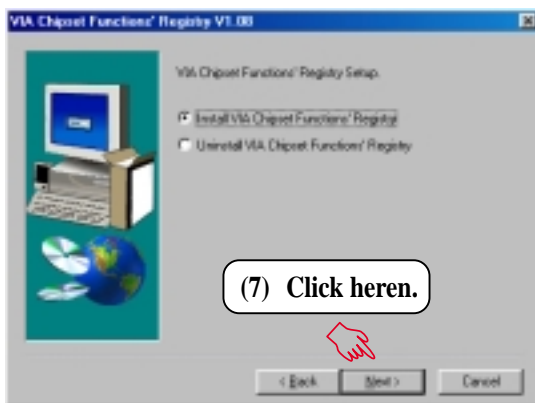 VIA Chipset Functions' Registry V1.08
VIA Chipset Functions' Registry Setup.
Install VIA Chipset Functions' Registry
Uninstall VIA Chipset Functions' Registry
(7) Click heren.
< Back Next > Cancel